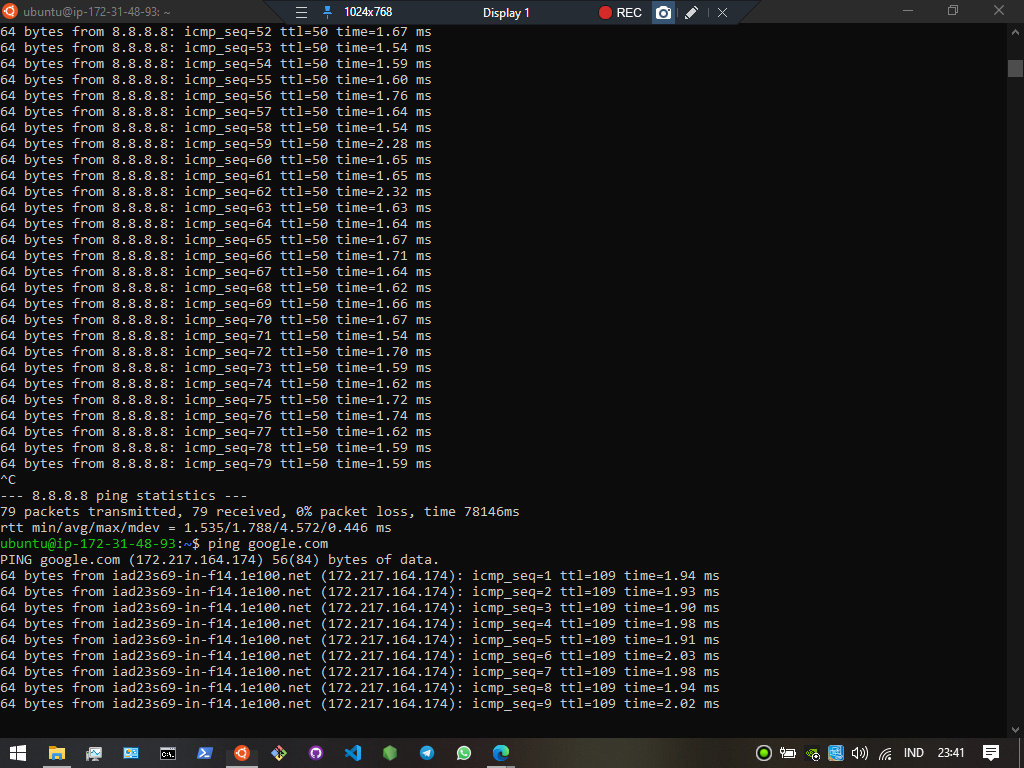 ubuntu@ip-172-31-48-93: ~
1024x768
Display 1
REC
64 bytes from 8.8.8.8: icmp_seq=52 ttl=50 time=1.67 ms
64 bytes from 8.8.8.8: icmp_seq=53 ttl=50 time=1.54 ms
64 bytes from 8.8.8.8: icmp_seq=54 ttl=50 time=1.59 ms
64 bytes from 8.8.8.8: icmp_seq=55 ttl=50 time=1.60 ms
64 bytes from 8.8.8.8: icmp_seq=56 ttl=50 time=1.76 ms
64 bytes from 8.8.8.8: icmp_seq=57 ttl=50 time=1.64 ms
64 bytes from 8.8.8.8: icmp_seq=58 ttl=50 time=1.54 ms
64 bytes from 8.8.8.8: icmp_seq=59 ttl=50 time=2.28 ms
64 bytes from 8.8.8.8: icmp_seq=60 ttl=50 time=1.65 ms
64 bytes from 8.8.8.8: icmp_seq=61 ttl=50 time=1.65 ms
64 bytes from 8.8.8.8: icmp_seq=62 ttl=50 time=2.32 ms
64 bytes from 8.8.8.8: icmp_seq=63 ttl=50 time=1.63 ms
64 bytes from 8.8.8.8: icmp_seq=64 ttl=50 time=1.64 ms
64 bytes from 8.8.8.8: icmp_seq=65 ttl=50 time=1.67 ms
64 bytes from 8.8.8.8: icmp_seq=66 ttl=50 time=1.71 ms
64 bytes from 8.8.8.8: icmp_seq=67 ttl=50 time=1.64 ms
64 bytes from 8.8.8.8: icmp_seq=68 ttl=50 time=1.62 ms
64 bytes from 8.8.8.8: icmp_seq=69 ttl=50 time=1.66 ms
64 bytes from 8.8.8.8: icmp_seq=70 ttl=50 time=1.67 ms
64 bytes from 8.8.8.8: icmp_seq=71 ttl=50 time=1.54 ms
64 bytes from 8.8.8.8: icmp_seq=72 ttl=50 time=1.70 ms
64 bytes from 8.8.8.8: icmp_seq=73 ttl=50 time=1.59 ms
64 bytes from 8.8.8.8: icmp_seq=74 ttl=50 time=1.62 ms
64 bytes from 8.8.8.8: icmp_seq=75 ttl=50 time=1.72 ms
64 bytes from 8.8.8.8: icmp_seq=76 ttl=50 time=1.74 ms
64 bytes from 8.8.8.8: icmp_seq=77 ttl=50 time=1.62 ms
64 bytes from 8.8.8.8: icmp_seq=78 ttl=50 time=1.59 ms
64 bytes from 8.8.8.8: icmp_seq=79 ttl=50 time=1.59 ms
^C
--- 8.8.8.8 ping statistics ---
79 packets transmitted, 79 received, 0% packet loss, time 78146ms
rtt min/avg/max/mdev = 1.535/1.788/4.572/0.446 ms
ubuntu@ip-172-31-48-93:~$ ping google.com
PING google.com (172.217.164.174) 56(84) bytes of data.
64 bytes from iad23s69-in-f14.1e100.net (172.217.164.174): icmp_seq=1 ttl=109 time=1.94 ms
64 bytes from iad23s69-in-f14.1e100.net (172.217.164.174): icmp_seq=2 ttl=109 time=1.93 ms
64 bytes from iad23s69-in-f14.1e100.net (172.217.164.174): icmp_seq=3 ttl=109 time=1.90 ms
64 bytes from iad23s69-in-f14.1e100.net (172.217.164.174): icmp_seq=4 ttl=109 time=1.98 ms
64 bytes from iad23s69-in-f14.1e100.net (172.217.164.174): icmp_seq=5 ttl=109 time=1.91 ms
64 bytes from iad23s69-in-f14.1e100.net (172.217.164.174): icmp_seq=6 ttl=109 time=2.03 ms
64 bytes from iad23s69-in-f14.1e100.net (172.217.164.174): icmp_seq=7 ttl=109 time=1.98 ms
64 bytes from iad23s69-in-f14.1e100.net (172.217.164.174): icmp_seq=8 ttl=109 time=1.94 ms
64 bytes from iad23s69-in-f14.1e100.net (172.217.164.174): icmp_seq=9 ttl=109 time=2.02 ms
IND
23:41